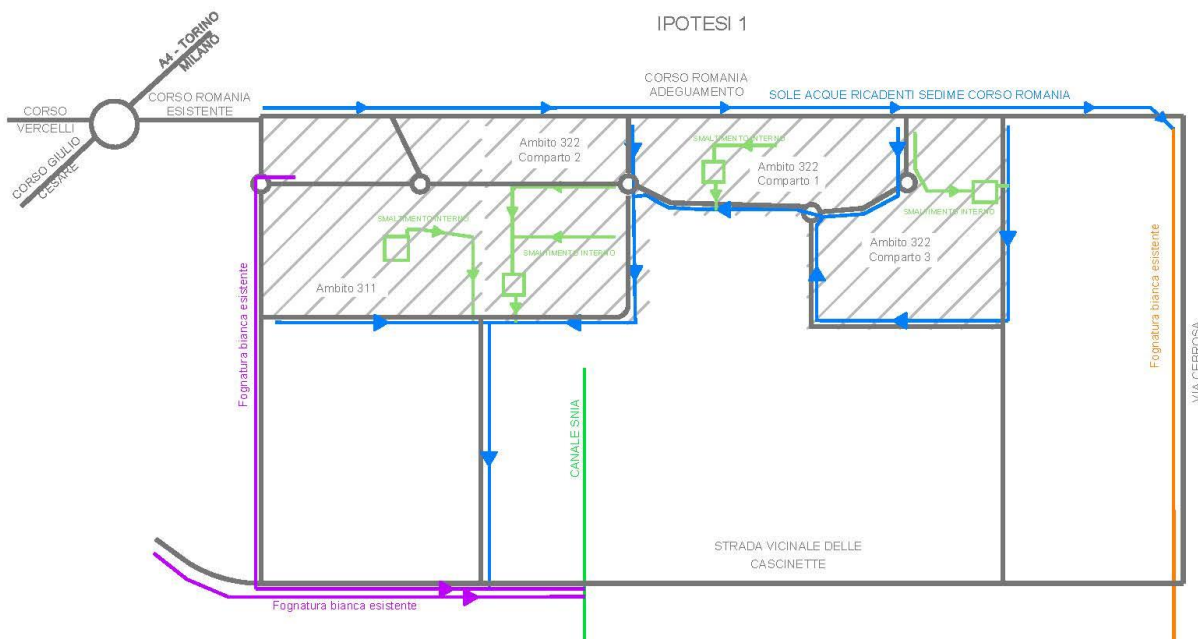 IPOTESI 1
A4 - TORINO
MILANO
CORSO
VERCELLI
CORSO ROMANIA
ESISTENTE
CORSO GIULIO
CESARE
CORSO ROMANIA
ADEGUAMENTO
SOLE ACQUE RICADENTI SEDIME CORSO ROMANIA
Ambito 322
Comparto 2
SMALTIMENTO INTERNO
Ambito 322
Comparto 1
SMALTIMENTO INTERNO
Ambito 322
Comparto 3
SMALTIMENTO INTERNO
SMALTIMENTO INTERNO
Ambito 311
Fognatura bianca esistente
Fognatura bianca esistente
VIA CEBROSA
CANALE SNIA
STRADA VICINALE DELLE
CASCINETTE
Fognatura bianca esistente